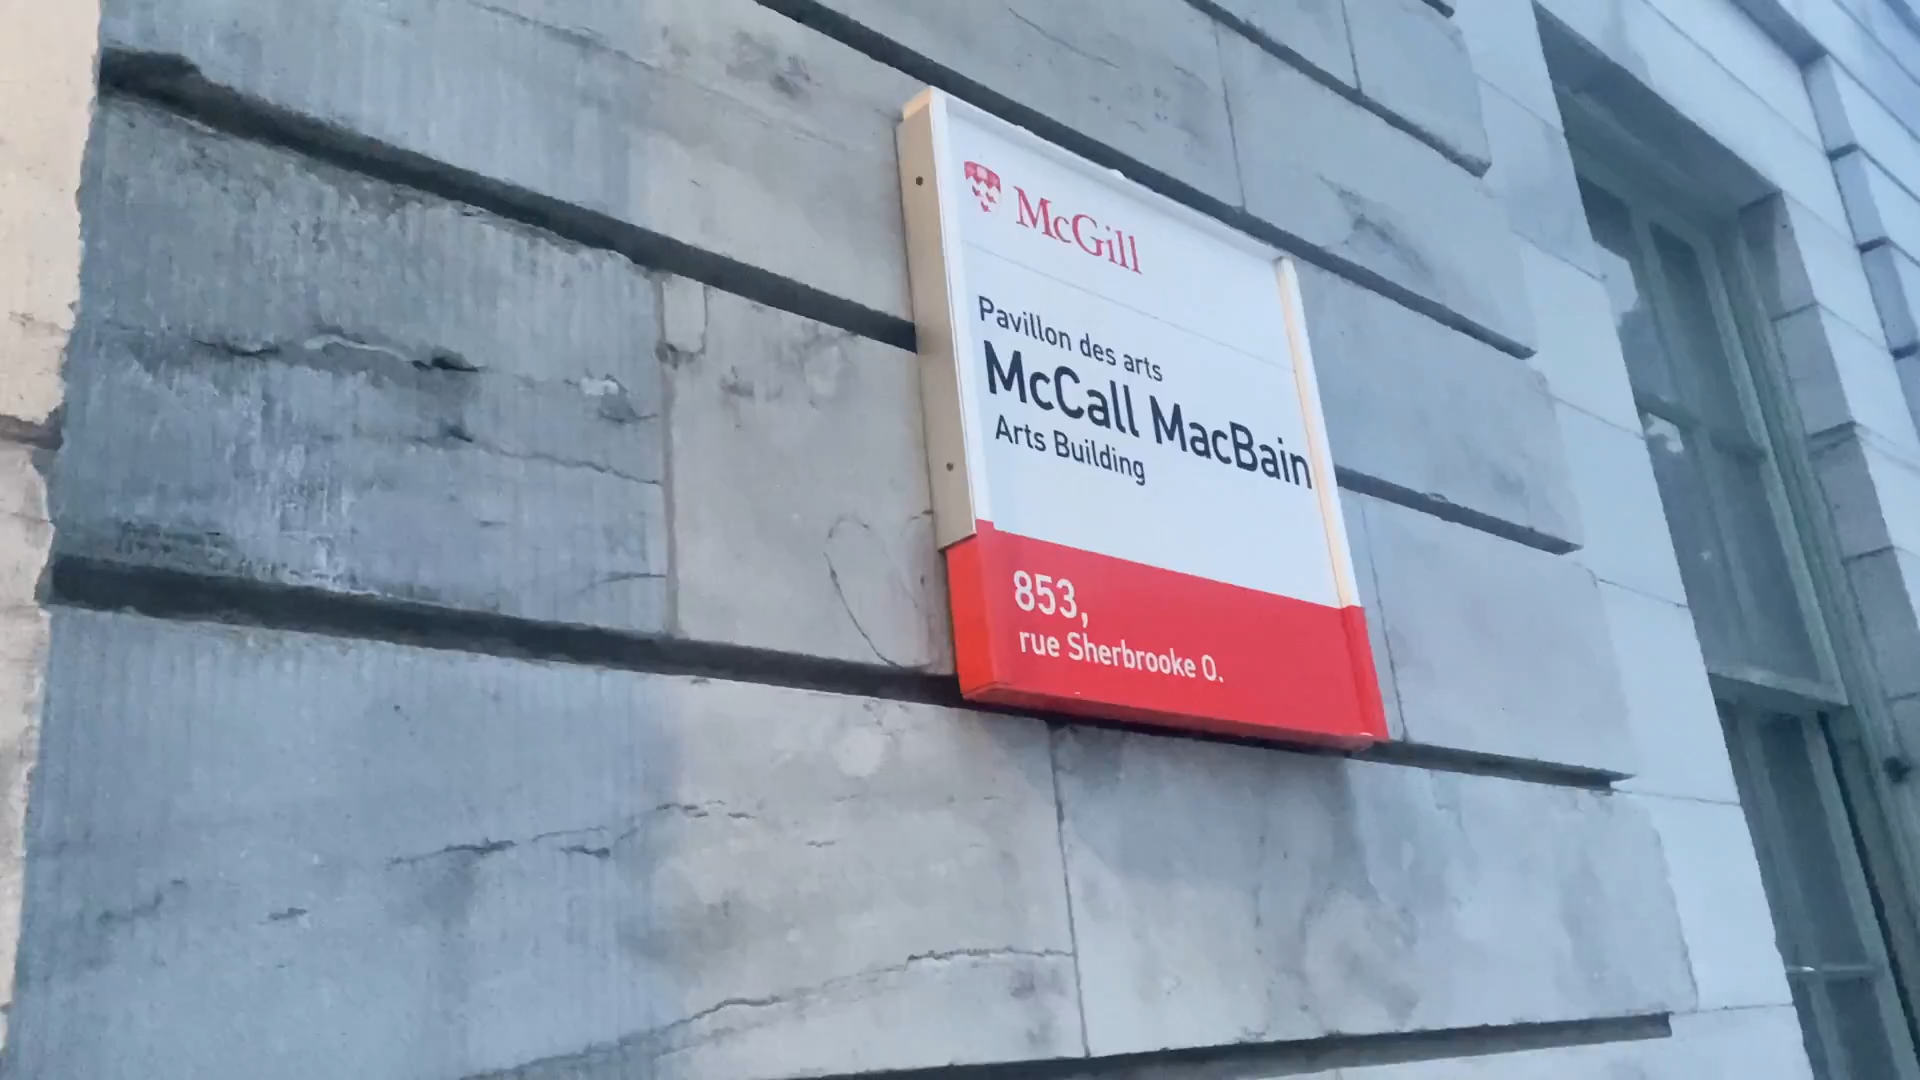 McGill
Pavillon des arts
McCall MacBain
Arts Building
853,
rue Sherbrooke O.